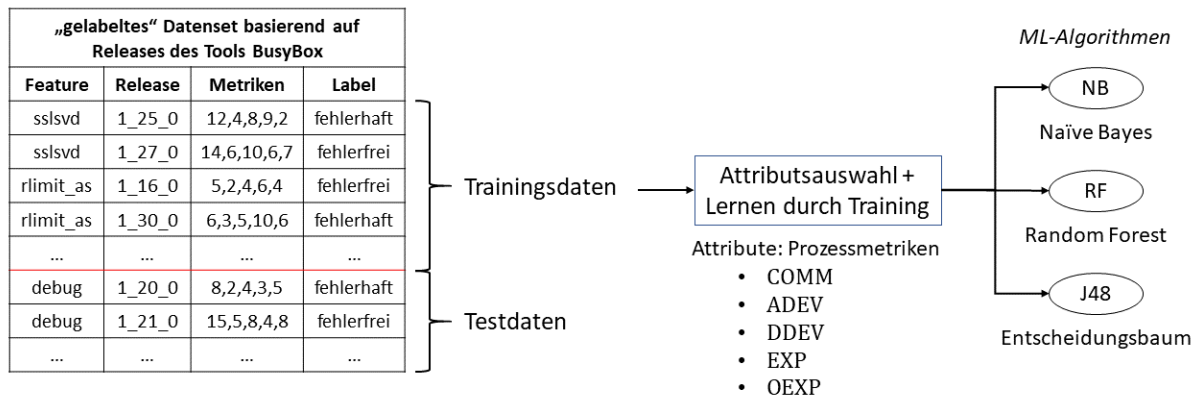 „gelabeltes“ Datenset basierend auf
Releases des Tools BusyBox
Feature Release Metriken Label
sslsvd 1_25_0 12,4,8,9,2 fehlerhaft
sslsvd 1_27_0 14,6,10,6,7 fehlerfrei
rlimit_as 1_16_0 5,2,4,6,4 fehlerfrei
rlimit_as 1_30_0 6,3,5,10,6 fehlerhaft
... ... ... ...
debug 1_20_0 8,2,4,3,5 fehlerhaft
debug 1_21_0 15,5,8,4,8 fehlerfrei
... ... ... ...
Trainingsdaten
Testdaten
Attributsauswahl +
Lernen durch Training
Attribute: Prozessmetriken
• COMM
• ADEV
• DDEV
• EXP
• OEXP
ML-Algorithmen
NB
Naïve Bayes
RF
Random Forest
J48
Entscheidungsbaum